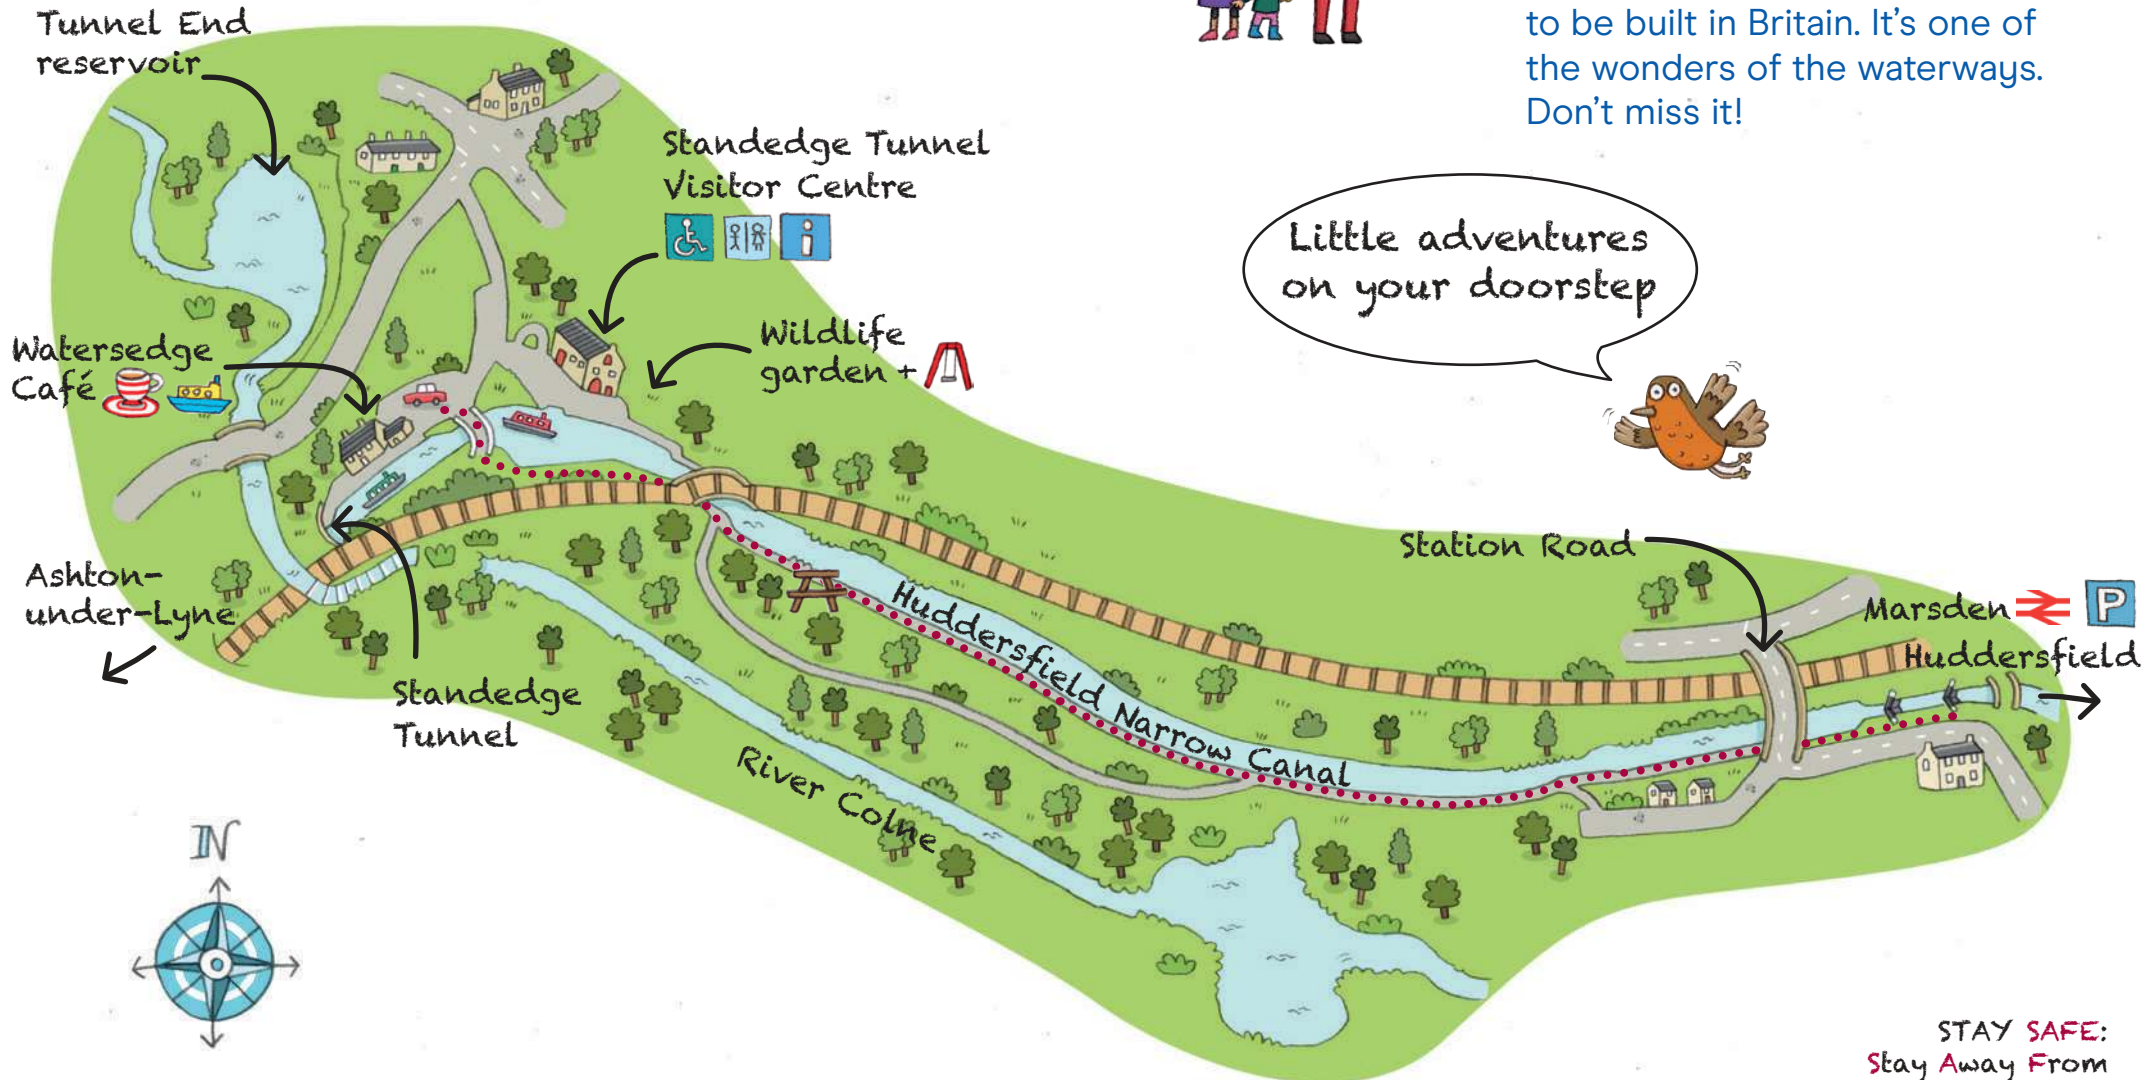 to be built in Britain. It's one of
the wonders of the waterways.
Don't miss it!
Tunnel End
reservoir
Standedge Tunnel
Visitor Centre
i
Little adventures
on your doorstep
Wildlife
garden +
Watersedge
Café
Station Road
Ashton-
under-Lyne
Marsden
P
Huddersfield
Huddersfield Narrow Canal
Standedge
Tunnel
River Colne
N
STAY SAFE:
Stay Away From